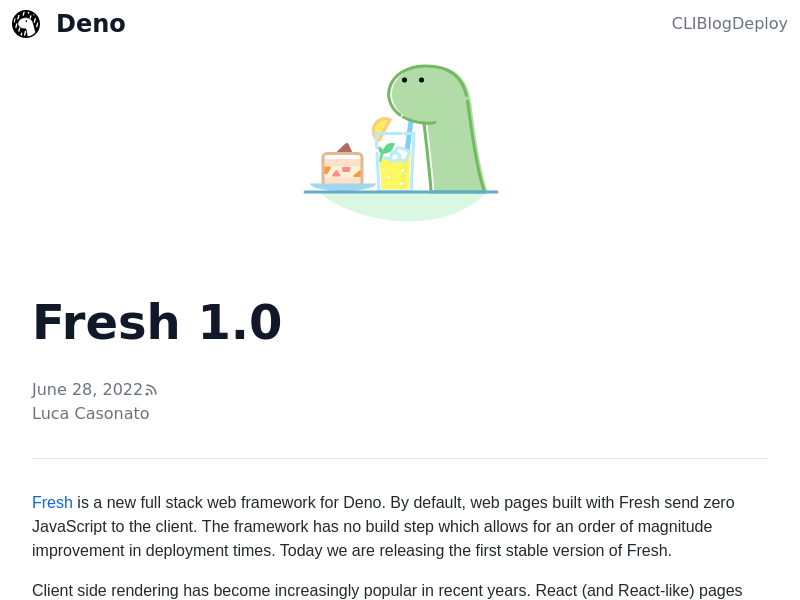 Deno
CLIBlogDeploy
Fresh 1.0
June 28, 2022
Luca Casonato
Fresh is a new full stack web framework for Deno. By default, web pages built with Fresh send zero
JavaScript to the client. The framework has no build step which allows for an order of magnitude
improvement in deployment times. Today we are releasing the first stable version of Fresh.
Client side rendering has become increasingly popular in recent years. React (and React-like) pages